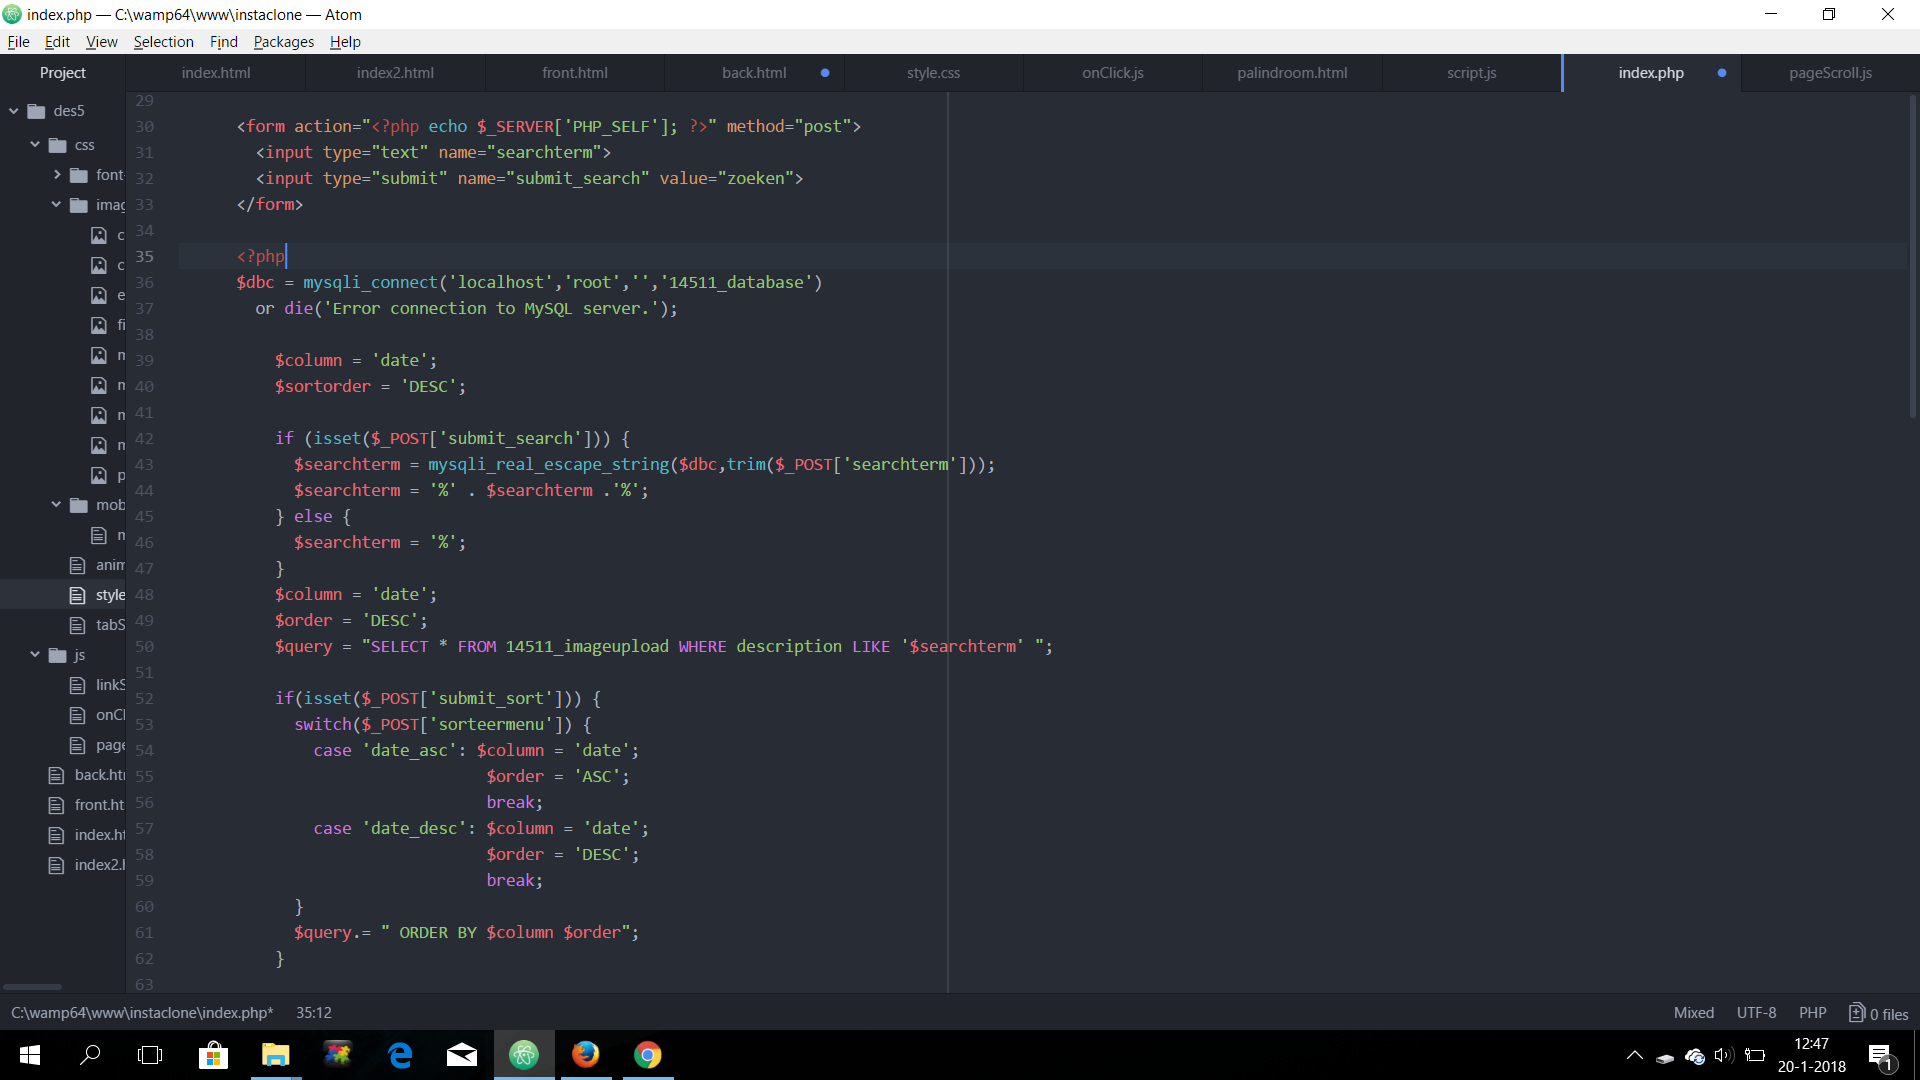 index.php — C:\wamp64\www\instaclone — Atom
File Edit View Selection Find Packages Help
Project index.html index2.html front.html back.html style.css onClick.js palindroom.html script.js index.php pageScroll.js
des5
css
font
imag
c
c
e
fi
m
m
m
m
p
mob
m
anim
style
tabS
js
linkS
onCl
page
back.ht
front.ht
index.ht
index2.h
29
30 <form action="<?php echo $_SERVER['PHP_SELF']; ?>" method="post">
31 <input type="text" name="searchterm">
32 <input type="submit" name="submit_search" value="zoeken">
33 </form>
34
35 <?php
36 $dbc = mysqli_connect('localhost','root','','14511_database')
37 or die('Error connection to MySQL server.');
38
39 $column = 'date';
40 $sortorder = 'DESC';
41
42 if (isset($_POST['submit_search'])) {
43 $searchterm = mysqli_real_escape_string($dbc,trim($_POST['searchterm']));
44 $searchterm = '%' . $searchterm .'%';
45 } else {
46 $searchterm = '%';
47 }
48 $column = 'date';
49 $order = 'DESC';
50 $query = "SELECT * FROM 14511_imageupload WHERE description LIKE '$searchterm' ";
51
52 if(isset($_POST['submit_sort'])) {
53 switch($_POST['sorteermenu']) {
54 case 'date_asc': $column = 'date';
55 $order = 'ASC';
56 break;
57 case 'date_desc': $column = 'date';
58 $order = 'DESC';
59 break;
60 }
61 $query.= " ORDER BY $column $order";
62 }
63
C:\wamp64\www\instaclone\index.php* 35:12 Mixed UTF-8 PHP 0 files
12:47
20-1-2018
1